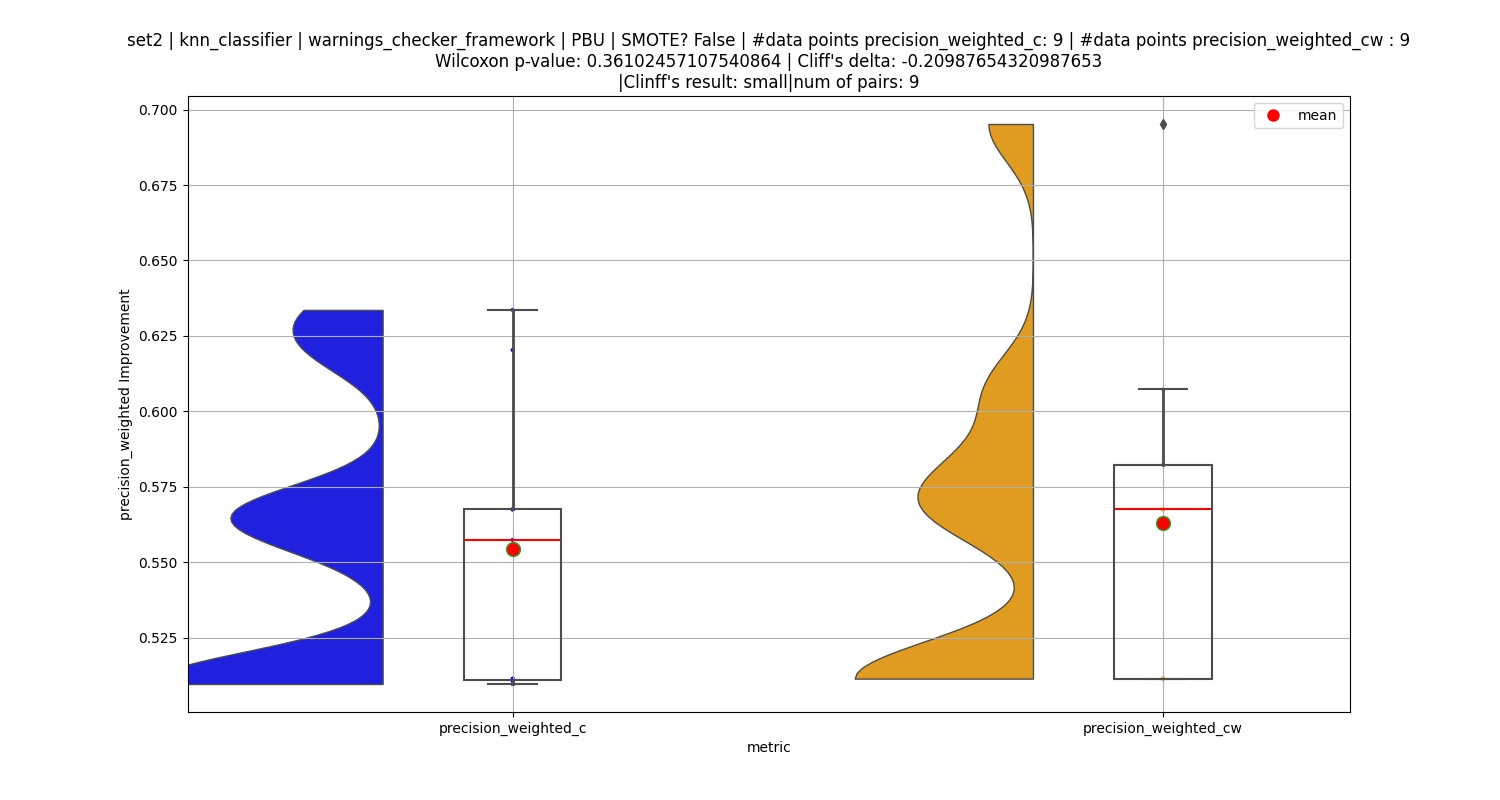 set2 | knn_classifier | warnings_checker_framework | PBU | SMOTE? False | #data points precision_weighted_c: 9 | #data points precision_weighted_cw : 9
Wilcoxon p-value: 0.36102457107540864 | Cliff's delta: -0.20987654320987653
|Clinff's result: small|num of pairs: 9
mean
0.700
0.675
0.650
0.625
0.600
0.575
0.550
0.525
precision_weighted Improvement
precision_weighted_c
precision_weighted_cw
metric